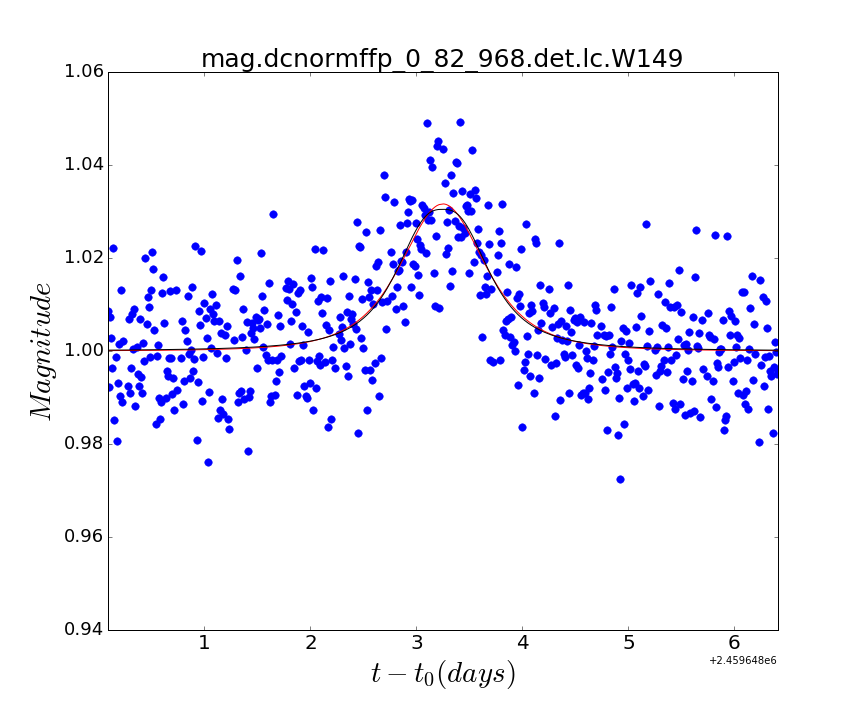 mag.dcnormffp_0_82_968.det.lc.W149
1.06
1.04
1.02
1.00
0.98
0.96
0.94
Magnitude
1 2 3 4 5 6
+2.459648e6
t − t₀(days)